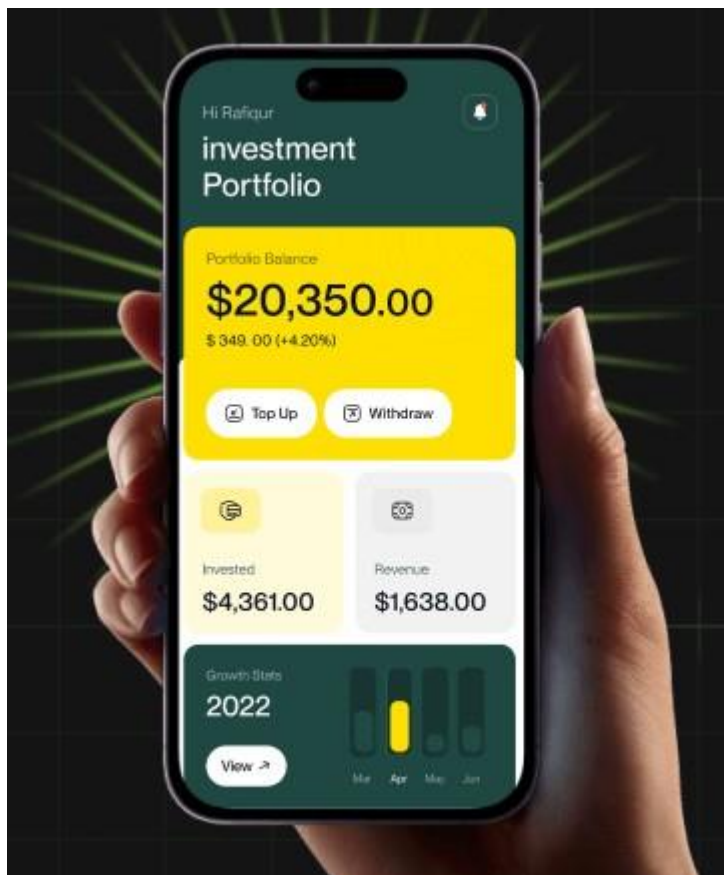 Hi Rafiqur
investment
Portfolio
Portfolio Balance
$20,350.00
$ 349. 00 (+4.20%)
Top Up
Withdraw
Invested
$4,361.00
Revenue
$1,638.00
Growth Stats
2022
View
Mar
Apr
May
Jun